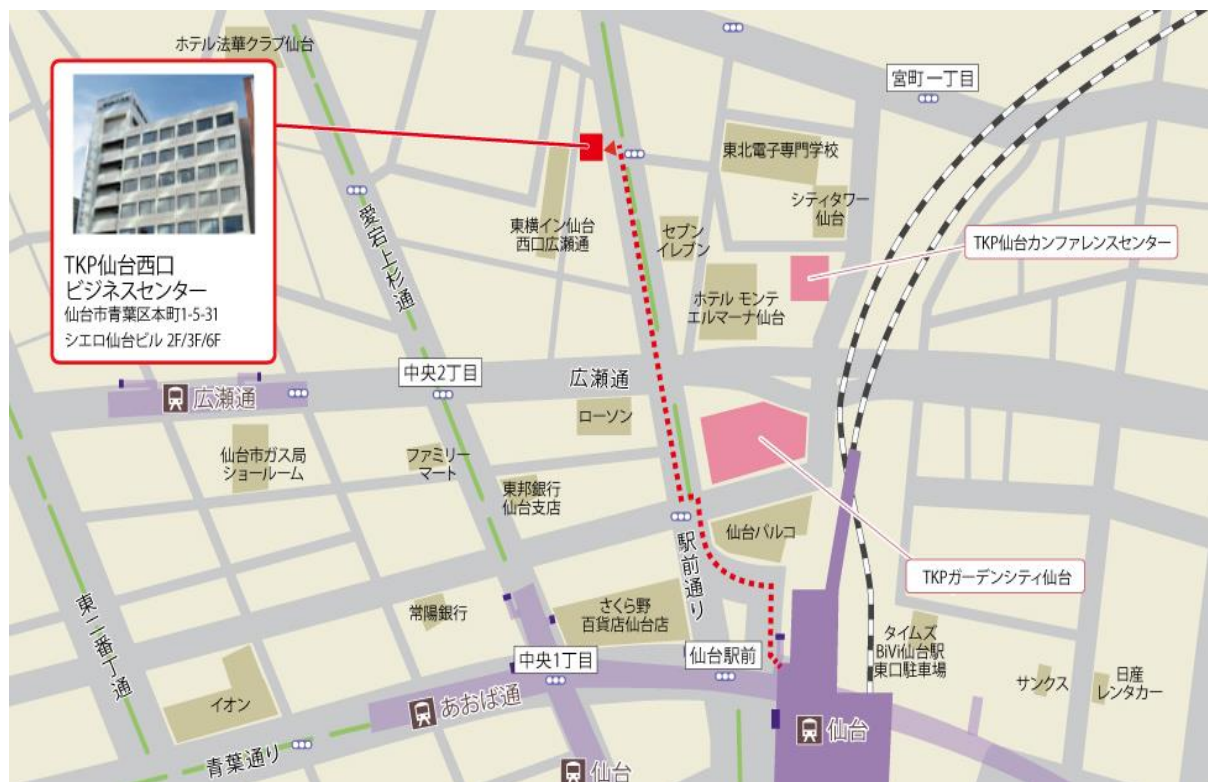 ホテル法華クラブ仙台
TKP仙台西口
ビジネスセンター
仙台市青葉区本町1-5-31
シエロ仙台ビル 2F/3F/6F
宮町一丁目
東北電子専門学校
シティタワー
仙台
東横イン仙台
西口広瀬通
セブン
イレブン
TKP仙台カンファレンスセンター
ホテル モンテ
エルマーナ仙台
愛宕上杉通
中央2丁目
広瀬通
広瀬通
ローソン
仙台市ガス局
ショールーム
ファミリー
マート
東邦銀行
仙台支店
仙台パルコ
駅前通り
TKPガーデンシティ仙台
東二番丁通
常陽銀行
さくら野
百貨店仙台店
中央1丁目
仙台駅前
タイムズ
BiVi仙台駅
東口駐車場
サンクス
日産
レンタカー
イオン
あおば通
仙台
青葉通り
仙台